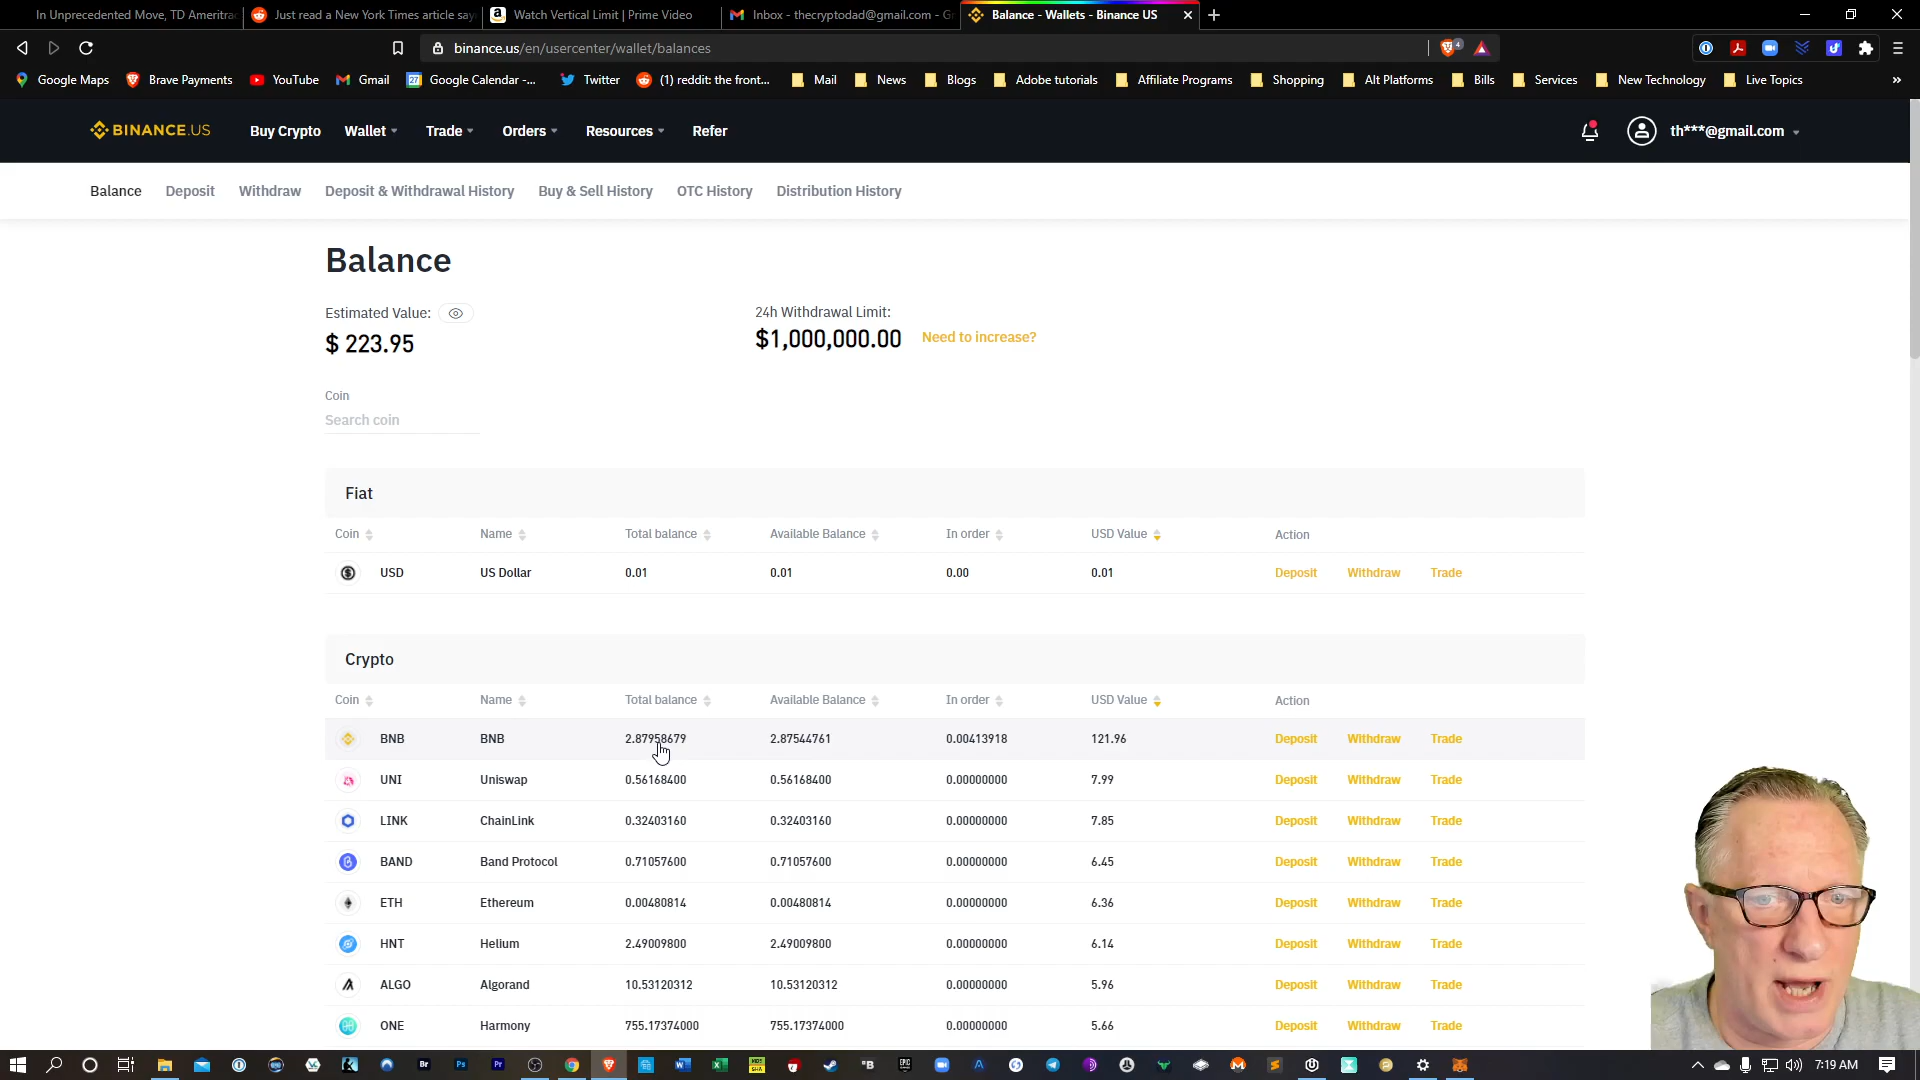 In Unprecedented Move, TD Ameritra
Just read a New York Times article say
Watch Vertical Limit | Prime Video
Inbox - thecryptodad@gmail.com - G
Balance - Wallets - Binance US
binance.us/en/usercenter/wallet/balances
Google Maps Brave Payments YouTube Gmail Google Calendar -... Twitter (1) reddit: the front... Mail News Blogs Adobe tutorials Affiliate Programs Shopping Alt Platforms Bills Services New Technology Live Topics
BINANCE.US Buy Crypto Wallet Trade Orders Resources Refer th***@gmail.com
Balance Deposit Withdraw Deposit & Withdrawal History Buy & Sell History OTC History Distribution History
Balance
Estimated Value: 24h Withdrawal Limit:
$ 223.95 $1,000,000.00 Need to increase?
Coin
Search coin
Fiat
Coin Name Total balance Available Balance In order USD Value Action
USD US Dollar 0.01 0.01 0.00 0.01 Deposit Withdraw Trade
Crypto
Coin Name Total balance Available Balance In order USD Value Action
BNB BNB 2.87958679 2.87544761 0.00413918 121.96 Deposit Withdraw Trade
UNI Uniswap 0.56168400 0.56168400 0.00000000 7.99 Deposit Withdraw Trade
LINK ChainLink 0.32403160 0.32403160 0.00000000 7.85 Deposit Withdraw Trade
BAND Band Protocol 0.71057600 0.71057600 0.00000000 6.45 Deposit Withdraw Trade
ETH Ethereum 0.00480814 0.00480814 0.00000000 6.36 Deposit Withdraw Trade
HNT Helium 2.49009800 2.49009800 0.00000000 6.14 Deposit Withdraw Trade
ALGO Algorand 10.53120312 10.53120312 0.00000000 5.96 Deposit Withdraw Trade
ONE Harmony 755.17374000 755.17374000 0.00000000 5.66 Deposit Withdraw Trade
7:19 AM